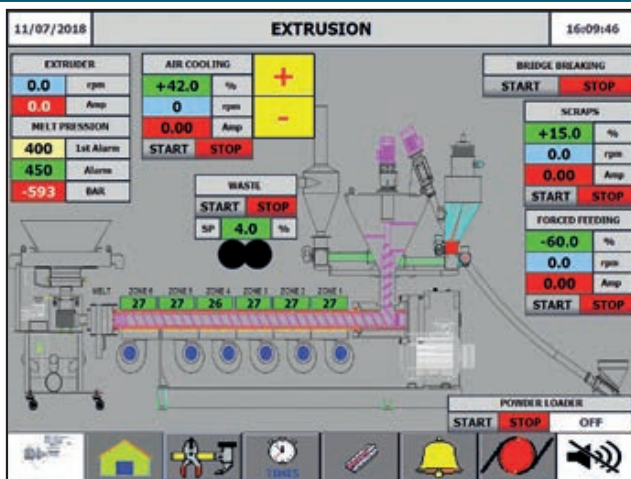 11/07/2018 EXTRUSION 16:09:46
EXTRUDER
0.0 rpm
0.0 Amp
MELT PRESSION
400 1st Alarm
450 Alarm
-593 BAR
AIR COOLING
+42.0 %
0 rpm
0.00 Amp
START STOP
+
-
BRIDGE BREAKING
START STOP
SCRAPS
+15.0 %
0.0 rpm
0.00 Amp
START STOP
WASTE
START STOP
SP 4.0 %
FORCED FEEDING
-60.0 %
0.0 rpm
0.00 Amp
START STOP
MELT ZONE 6 ZONE 5 ZONE 4 ZONE 3 ZONE 2 ZONE 1
27 27 26 27 27 27
POWDER LOADER
START STOP OFF
TIMES